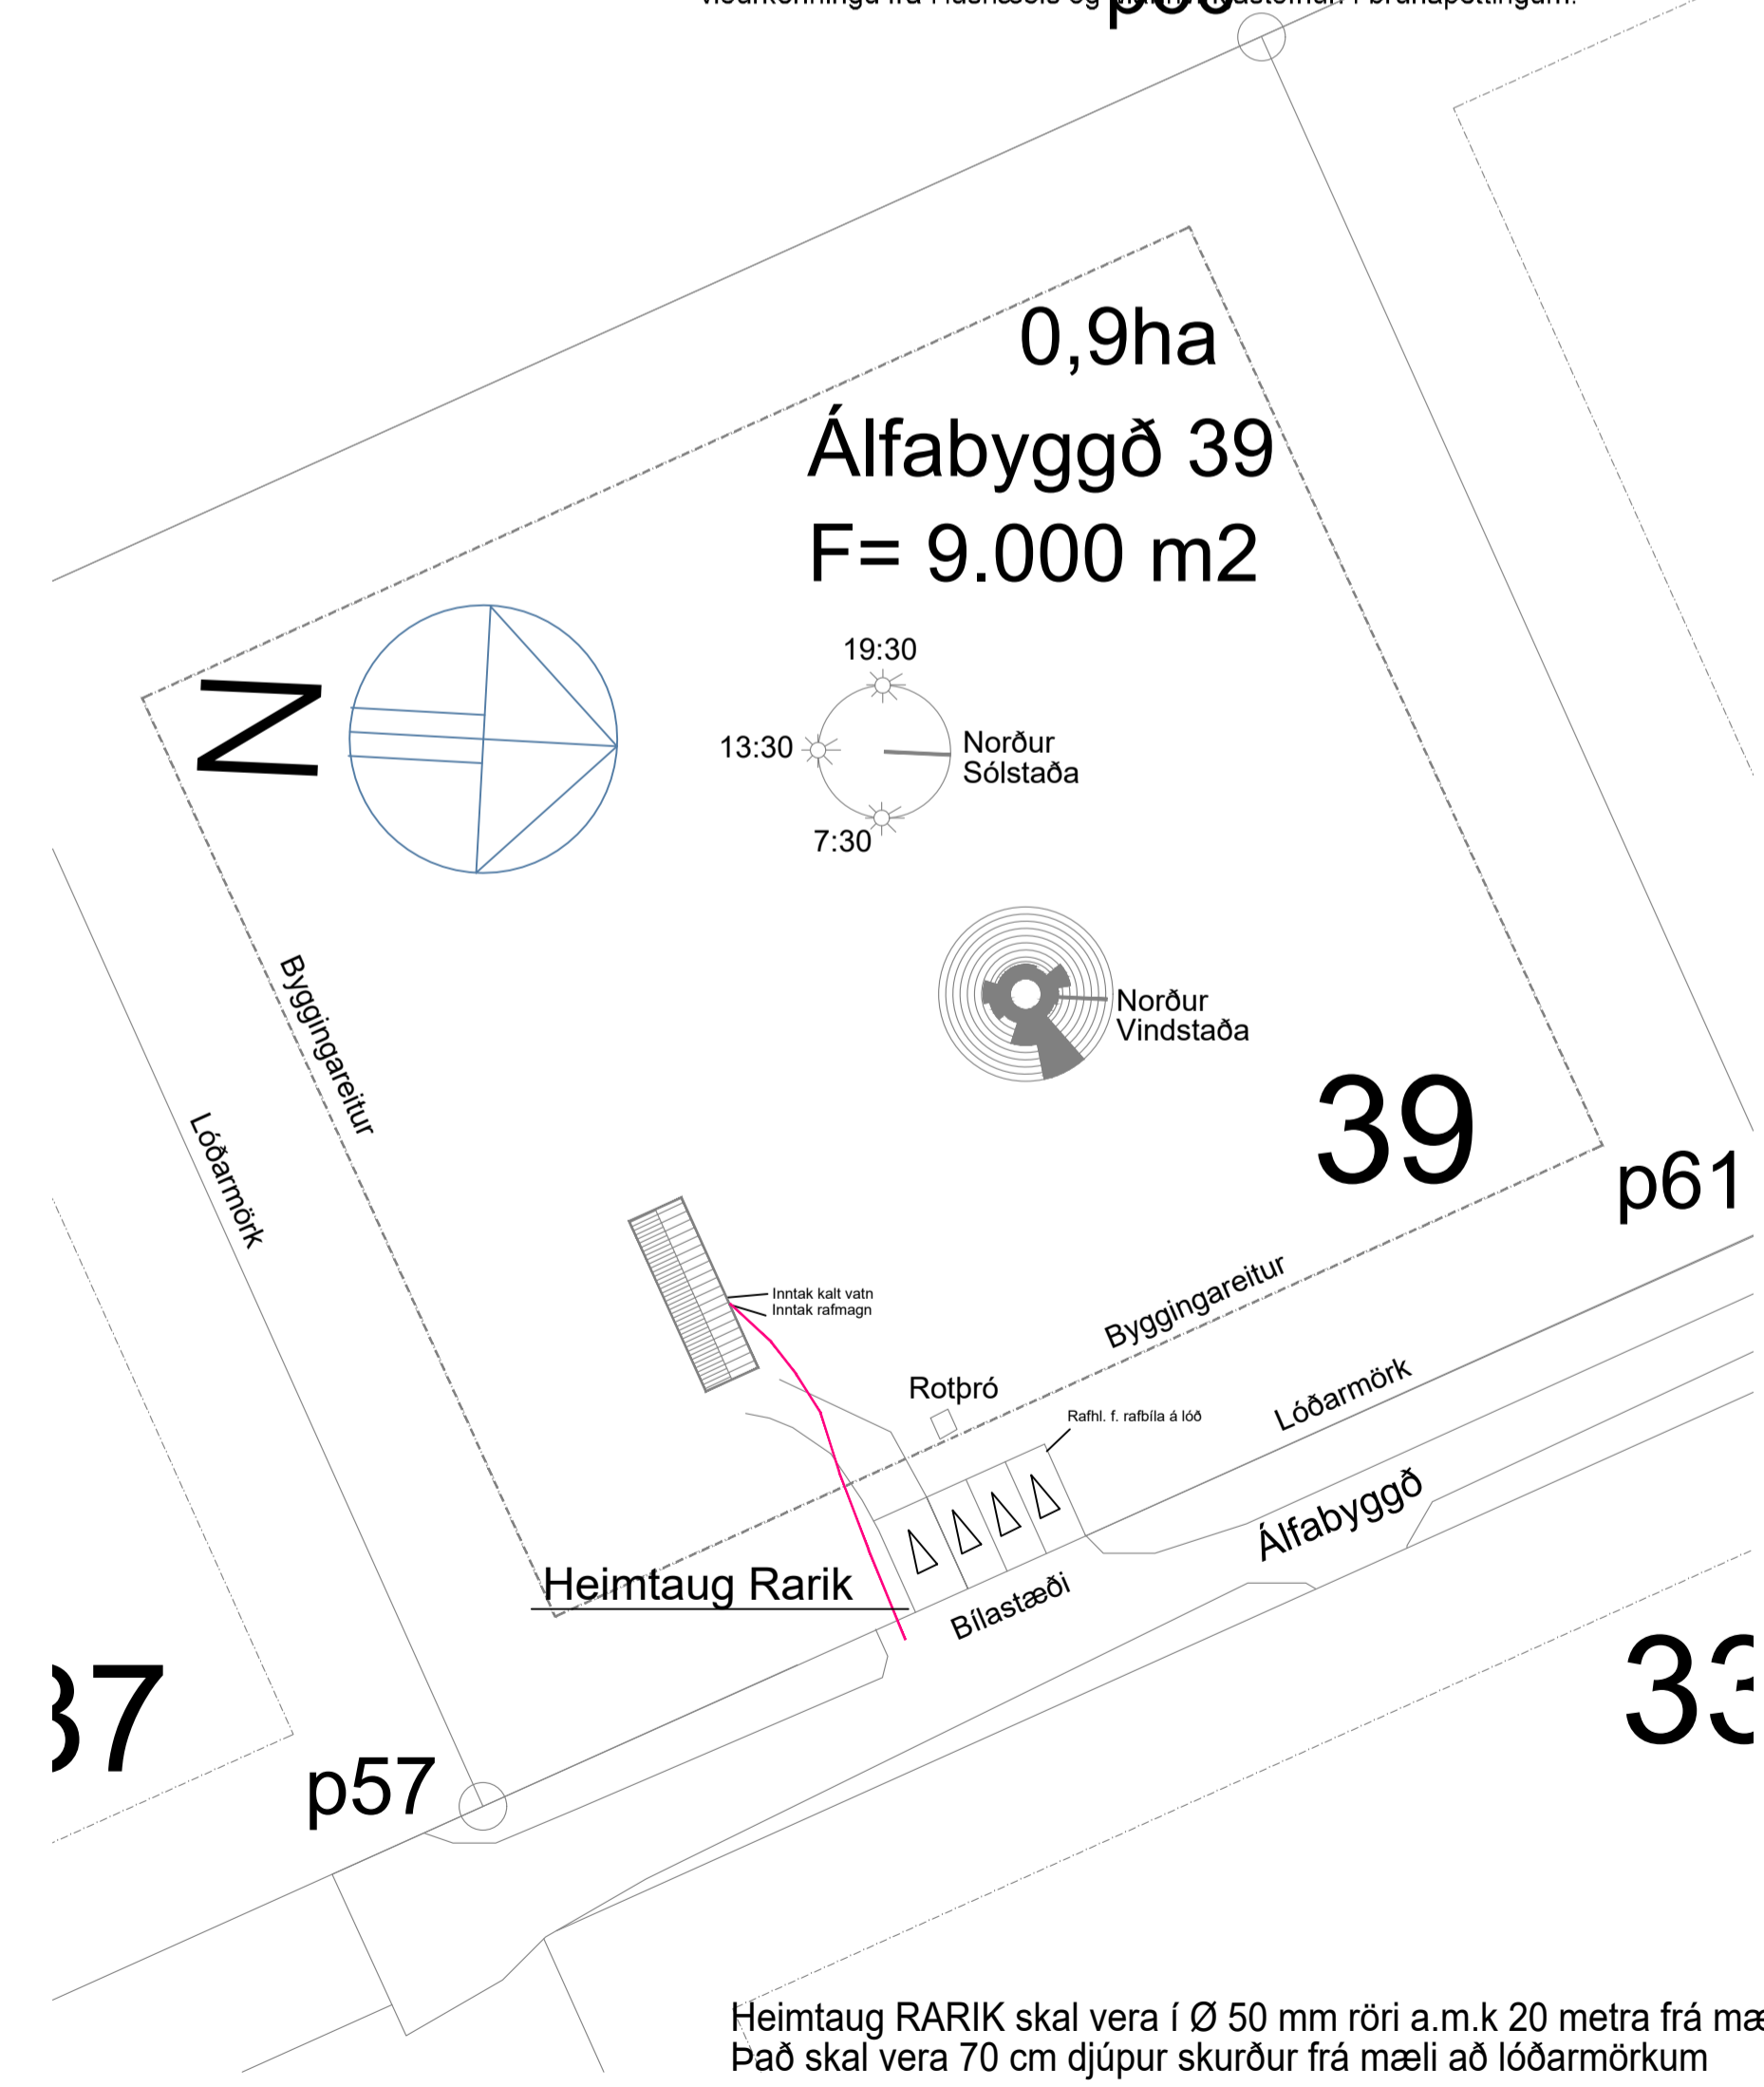 0,9ha
Álfabyggð 39
F= 9.000 m2
N
19:30
13:30
Norður
Sólstaða
7:30
Norður
Vindstaða
Byggingareitur
Lóðarmörk
39
p61
Inntak kalt vatn
Inntak rafmagn
Byggingareitur
Rotþró
Lóðarmörk
Rafhl. f. rafbíla á lóð
Álfabyggð
Heimtaug Rarik
Bílastæði
37
33
p57
Heimtaug RARIK skal vera í Ø 50 mm röri a.m.k 20 metra frá
Það skal vera 70 cm djúpur skurður frá mæli að lóðarmörkum